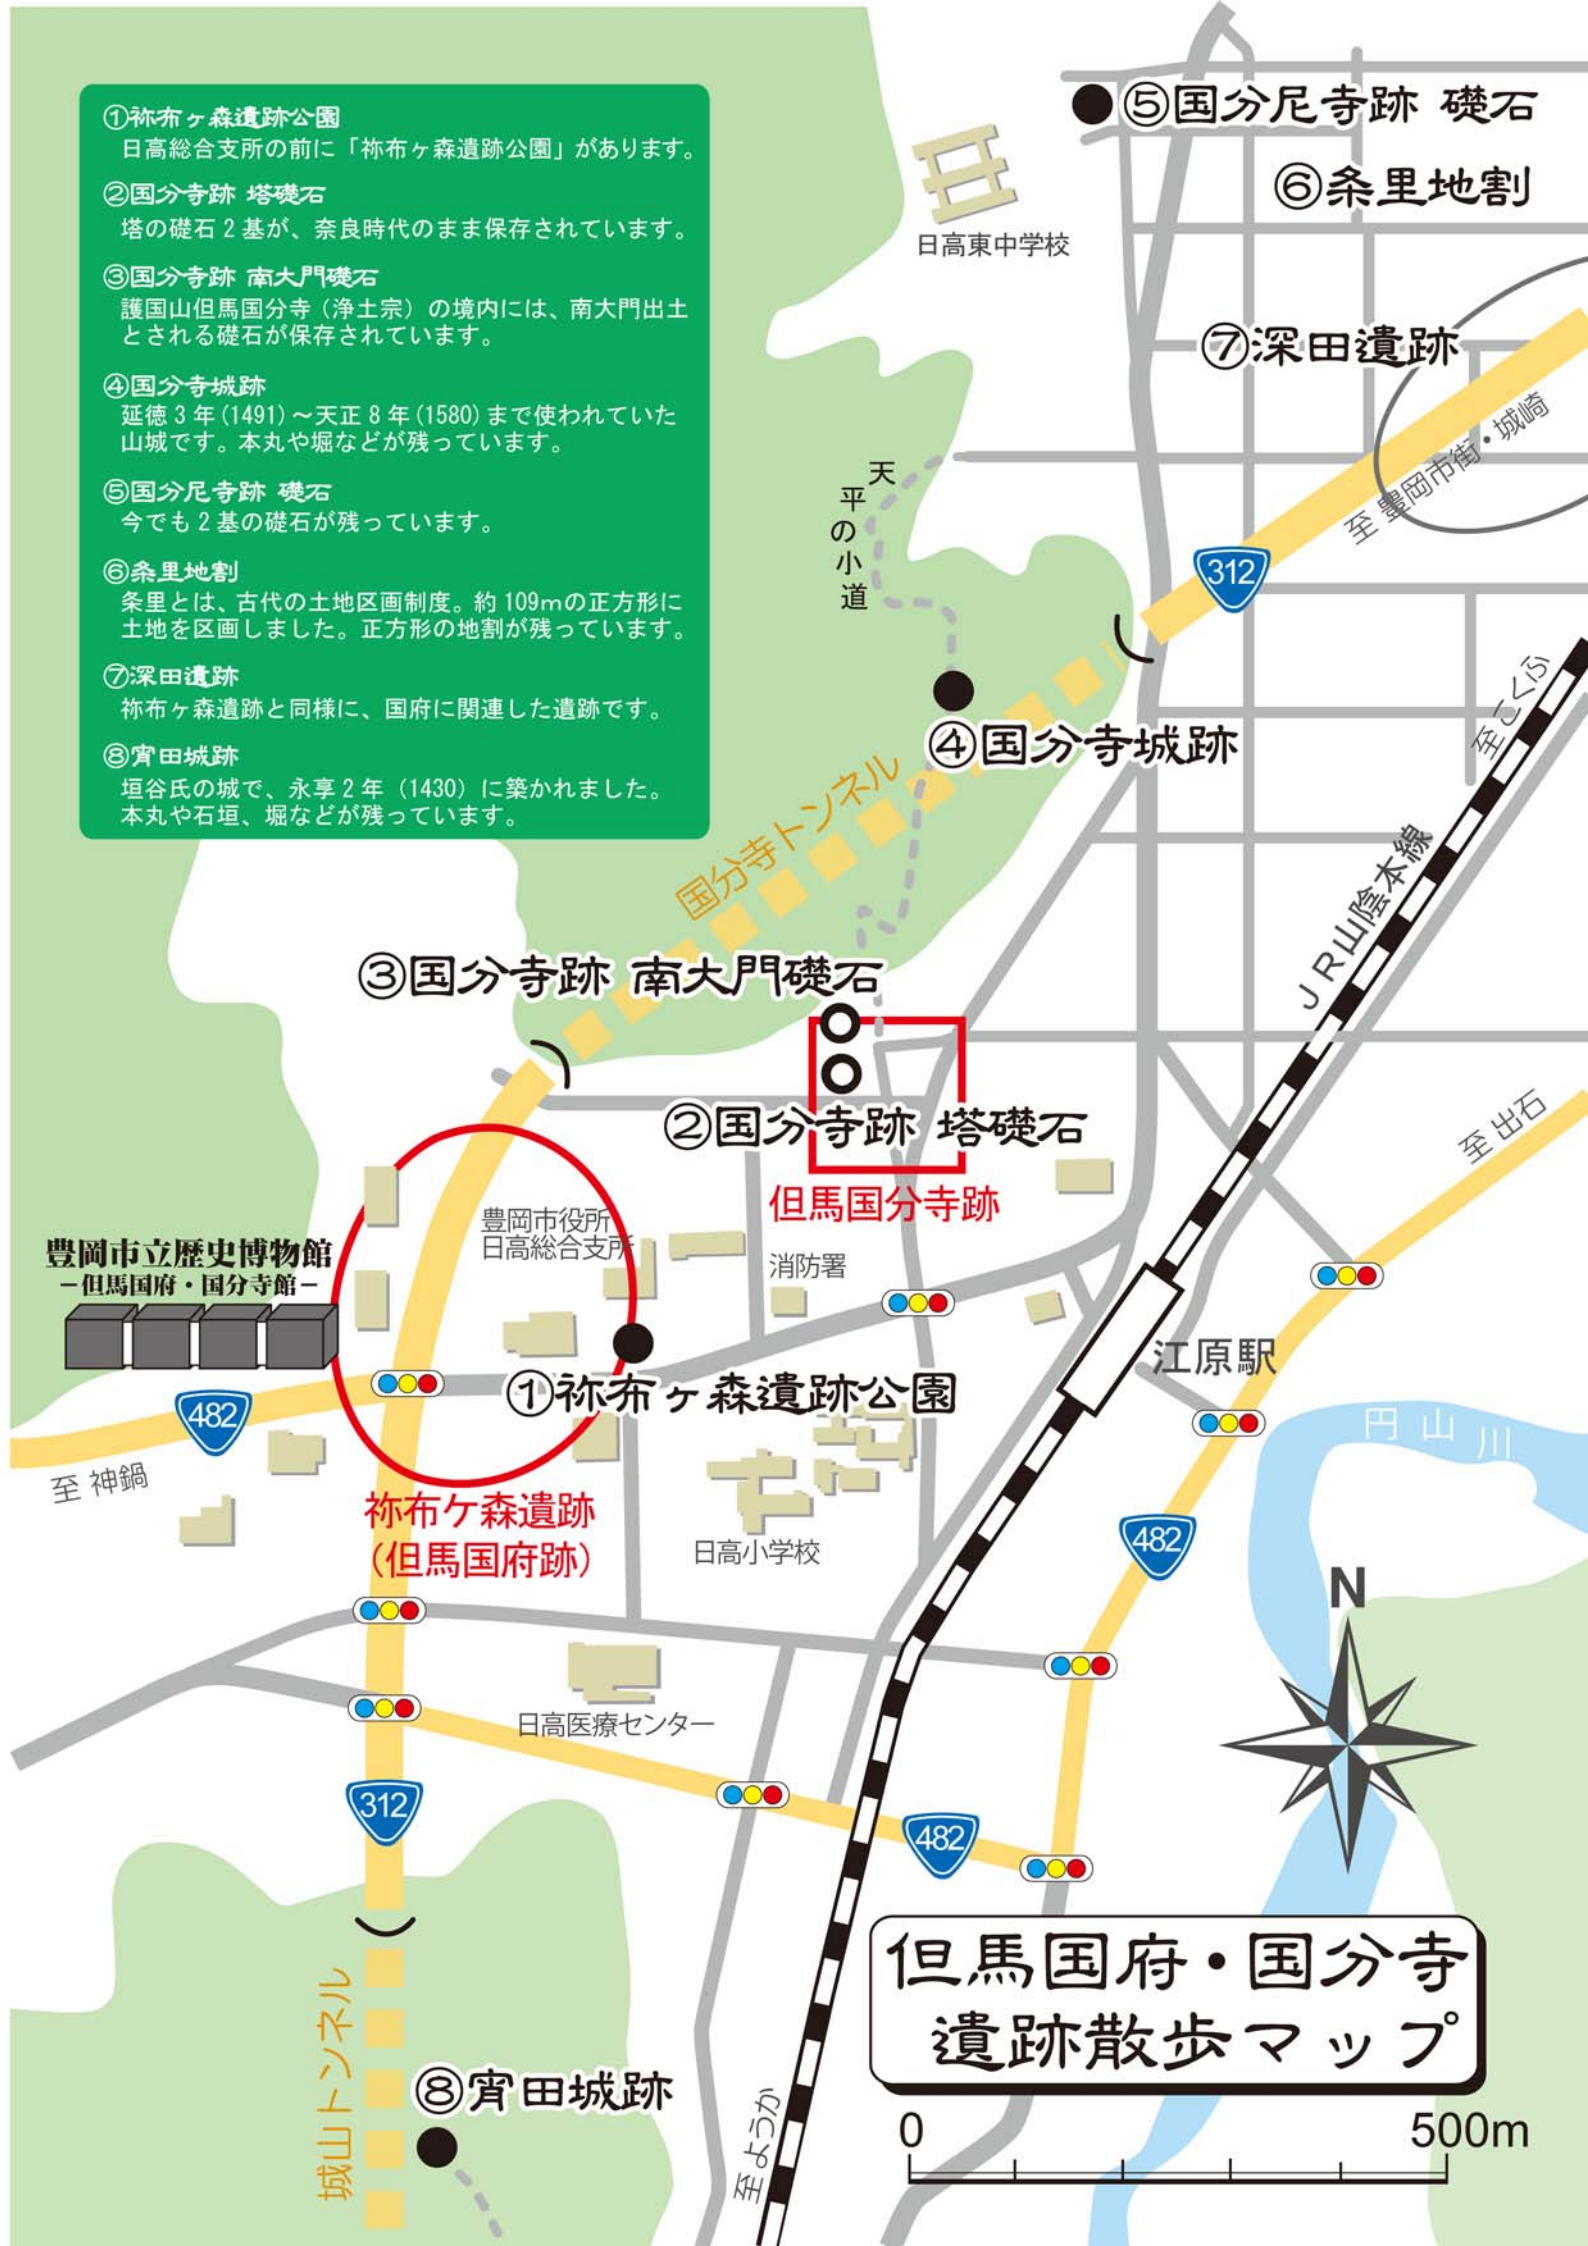 ①祢布ヶ森遺跡公園
日高総合支所の前に「祢布ヶ森遺跡公園」があります。
②国分寺跡 塔礎石
塔の礎石2基が、奈良時代のまま保存されています。
③国分寺跡 南大門礎石
護国山但馬国分寺（浄土宗）の境内には、南大門出土
とされる礎石が保存されています。
④国分寺城跡
延徳3年(1491)～天正8年(1580)まで使われていた
山城です。本丸や堀などが残っています。
⑤国分尼寺跡 礎石
今でも2基の礎石が残っています。
⑥条里地割
条里とは、古代の土地区画制度。約109mの正方形に
土地を区画しました。正方形の地割が残っています。
⑦深田遺跡
祢布ヶ森遺跡と同様に、国府に関連した遺跡です。
⑧宵田城跡
垣谷氏の城で、永享2年（1430）に築かれました。
本丸や石垣、堀などが残っています。
⑤国分尼寺跡 礎石
⑥条里地割
日高東中学校
⑦深田遺跡
至 豊岡市街・城崎
天平の小道
312
至こくふ
④国分寺城跡
国分寺トンネル
JR山陰本線
③国分寺跡 南大門礎石
②国分寺跡 塔礎石
至 出石
但馬国分寺跡
豊岡市役所
日高総合支所
豊岡市立歴史博物館
－但馬国府・国分寺館－
消防署
江原駅
①祢布ヶ森遺跡公園
482
円山川
至 神鍋
祢布ケ森遺跡
（但馬国府跡）
日高小学校
482
N
日高医療センター
312
482
但馬国府・国分寺
遺跡散歩マップ
城山トンネル
⑧宵田城跡
至ようか
0
500m